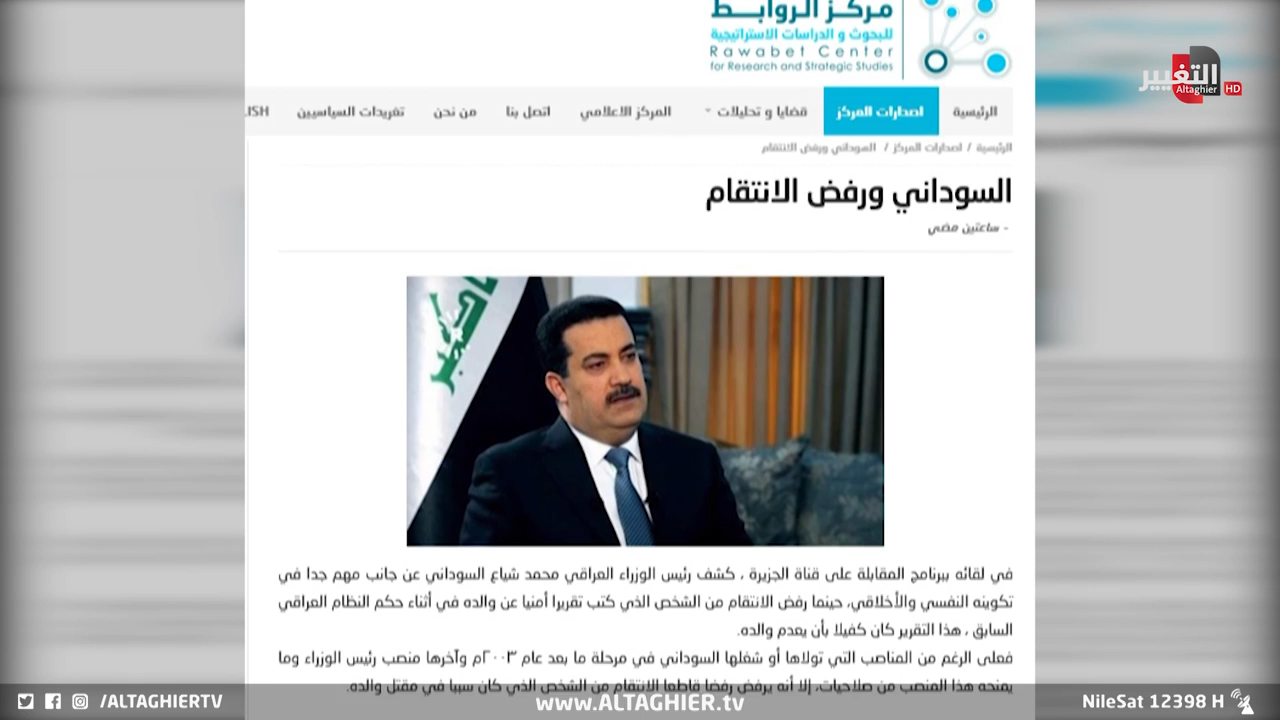 مركز الروابط
للبحوث و الدراسات الاستراتيجية
Rawabet Center
for Research and Strategic Studies
التغيير
Altaghier HD
الرئيسية اصدارات المركز قضايا و تحليلات المركز الاعلامي اتصل بنا من نحن تغريدات السياسيين LISH
الرئيسية / اصدارات المركز / السوداني ورفض الانتقام
السوداني ورفض الانتقام
- ساعتين مضي
الله أكبر
في لقائه ببرنامج المقابلة على قناة الجزيرة ، كشف رئيس الوزراء العراقي محمد شياع السوداني عن جانب مهم جدا في
تكوينه النفسي والأخلاقي، حينما رفض الانتقام من الشخص الذي كتب تقريرا أمنيا عن والده في أثناء حكم النظام العراقي
السابق ، هذا التقرير كان كفيلا بأن يعدم والده.
فعلى الرغم من المناصب التي تولاها أو شغلها السوداني في مرحلة ما بعد عام ٢٠٠٣م وآخرها منصب رئيس الوزراء وما
يمنحه هذا المنصب من صلاحيات، إلا أنه يرفض رفضا قاطعا الانتقام من الشخص الذي كان سببا في مقتل والده.
/ALTAGHIERTV
www.ALTAGHIER.tv
NileSat 12398 H